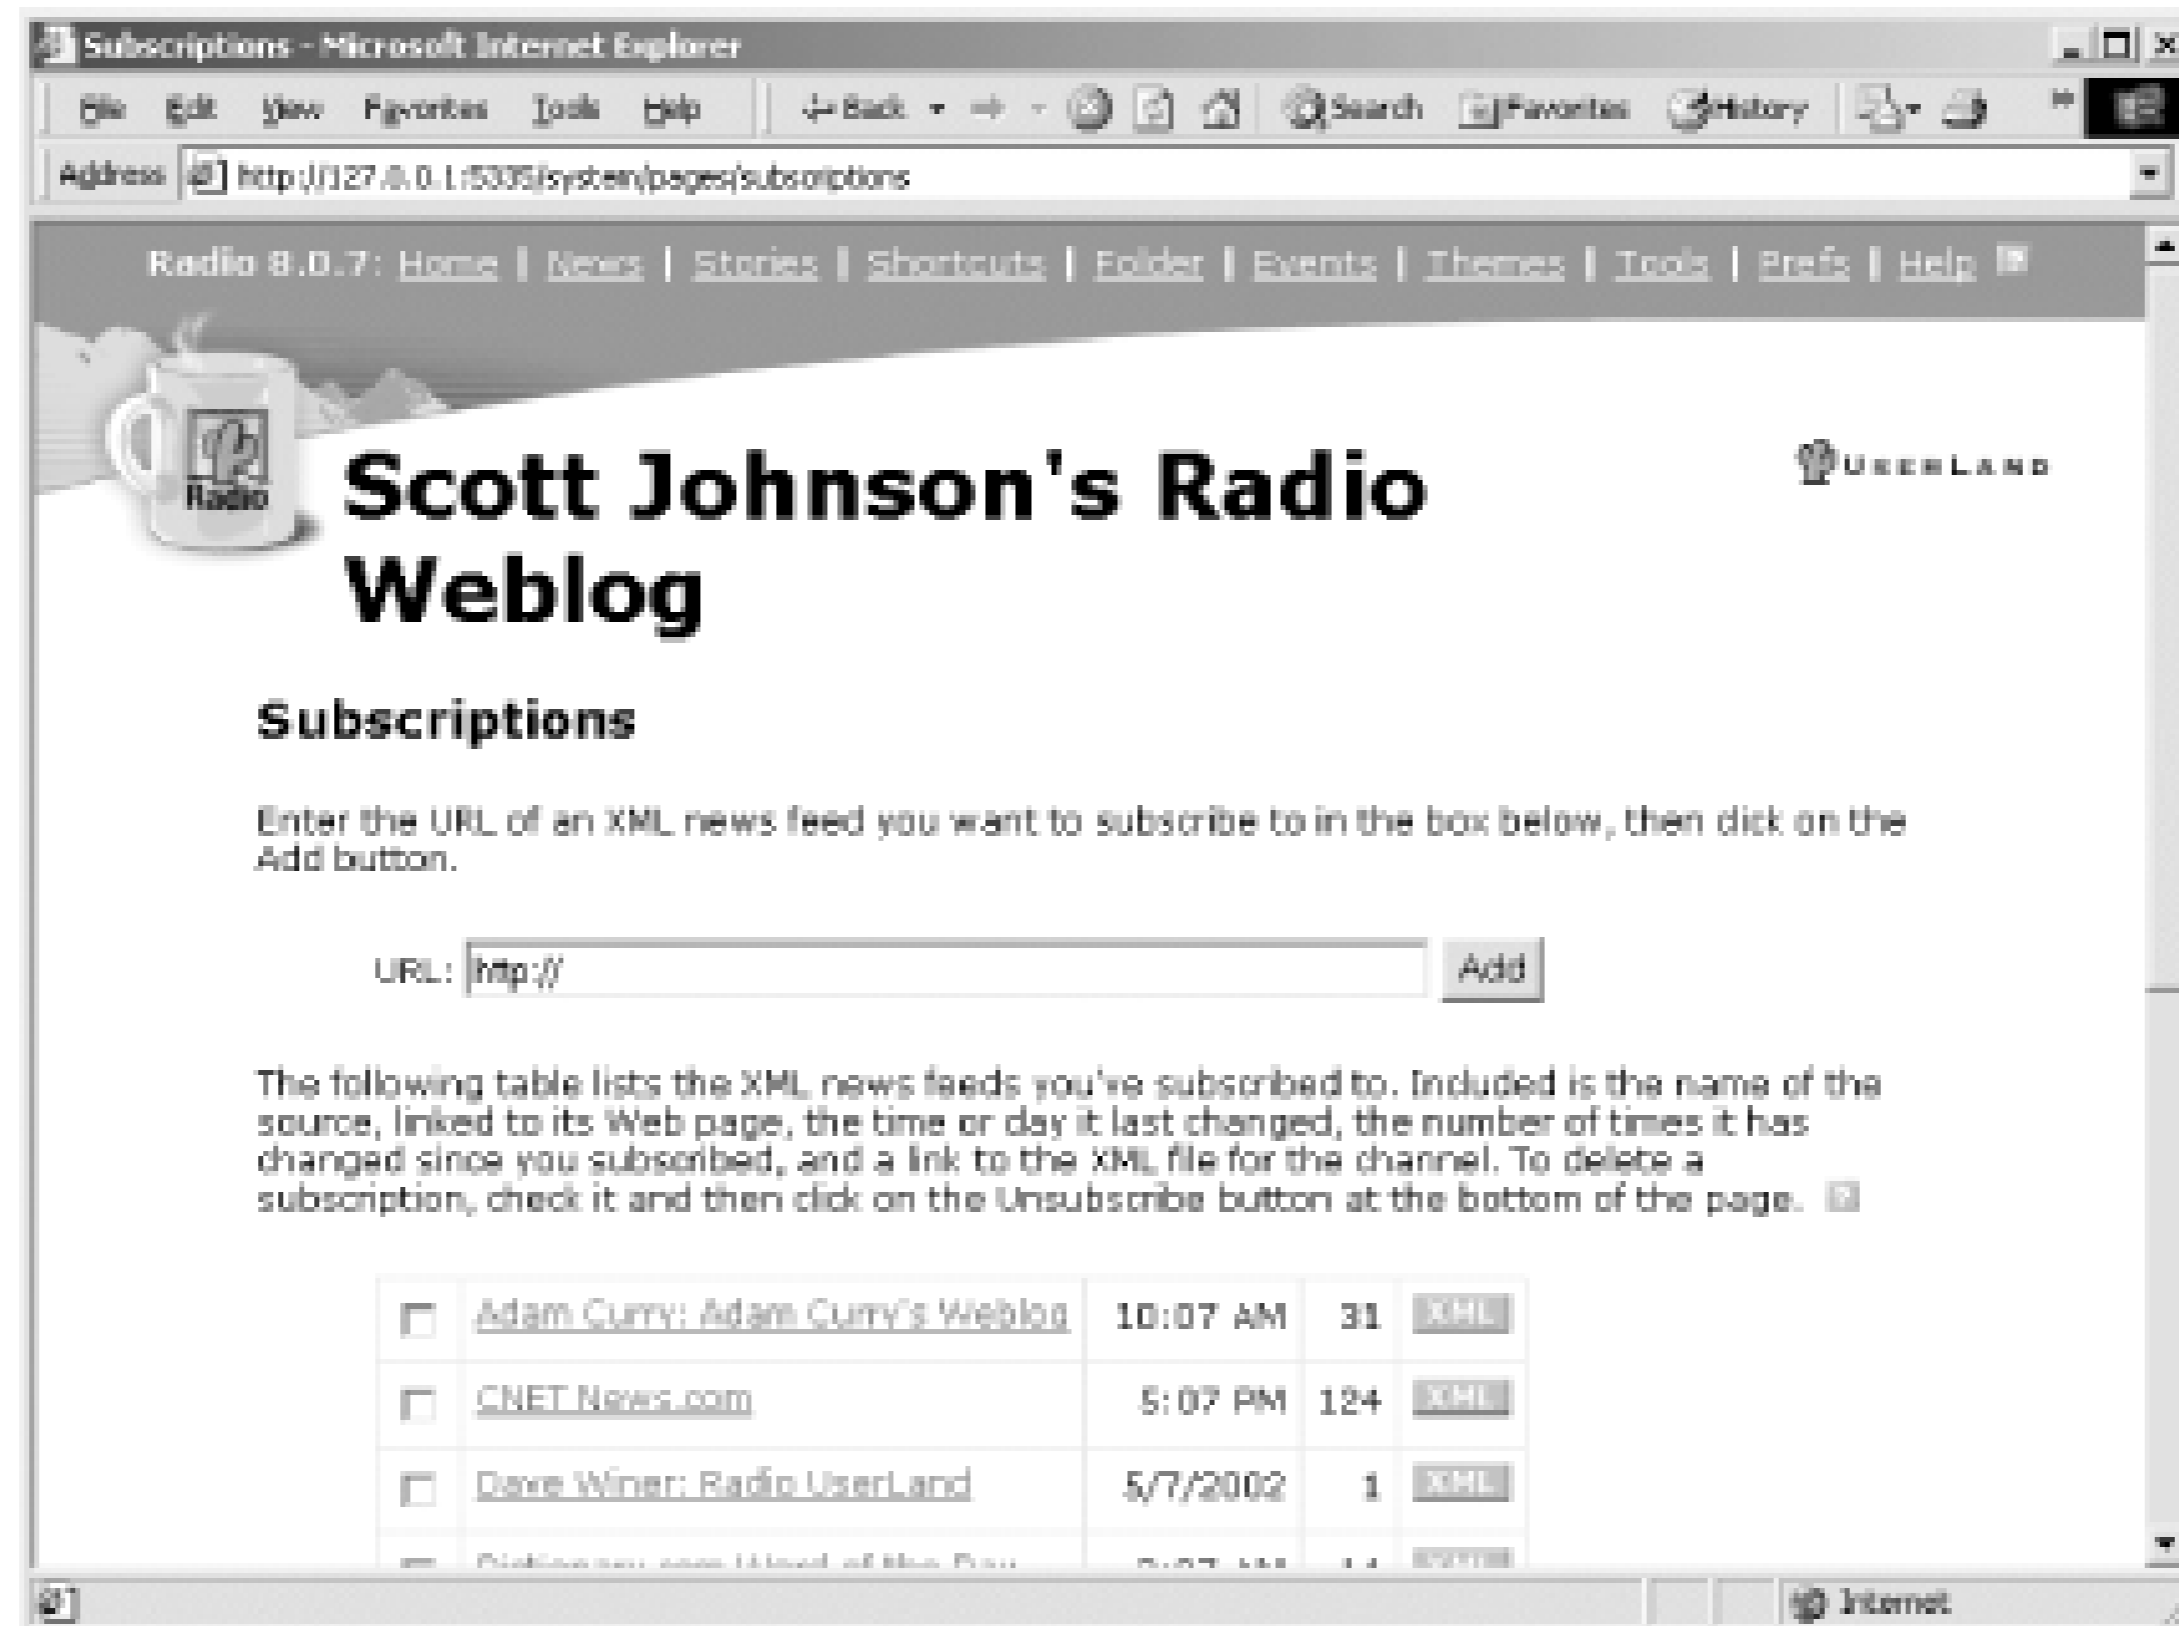 Subscriptions - Microsoft Internet Explorer
File Edit View Favorites Tools Help Back Search Favorites History
Address http://127.0.0.1:5335/system/pages/subscriptions
Radio 8.0.7: Home | News | Stories | Shortcuts | Folder | Events | Themes | Tools | Prefs | Help
Radio
Scott Johnson's Radio
Weblog
USERLAND
Subscriptions
Enter the URL of an XML news feed you want to subscribe to in the box below, then click on the
Add button.
URL: http:// Add
The following table lists the XML news feeds you've subscribed to. Included is the name of the
source, linked to its Web page, the time or day it last changed, the number of times it has
changed since you subscribed, and a link to the XML file for the channel. To delete a
subscription, check it and then click on the Unsubscribe button at the bottom of the page.
Adam Curry: Adam Curry's Weblog 10:07 AM 31 XML
CNET News.com 5:07 PM 124 XML
Dave Winer: Radio UserLand 5/7/2002 1 XML
Dictionary.com Word of the Day
Internet